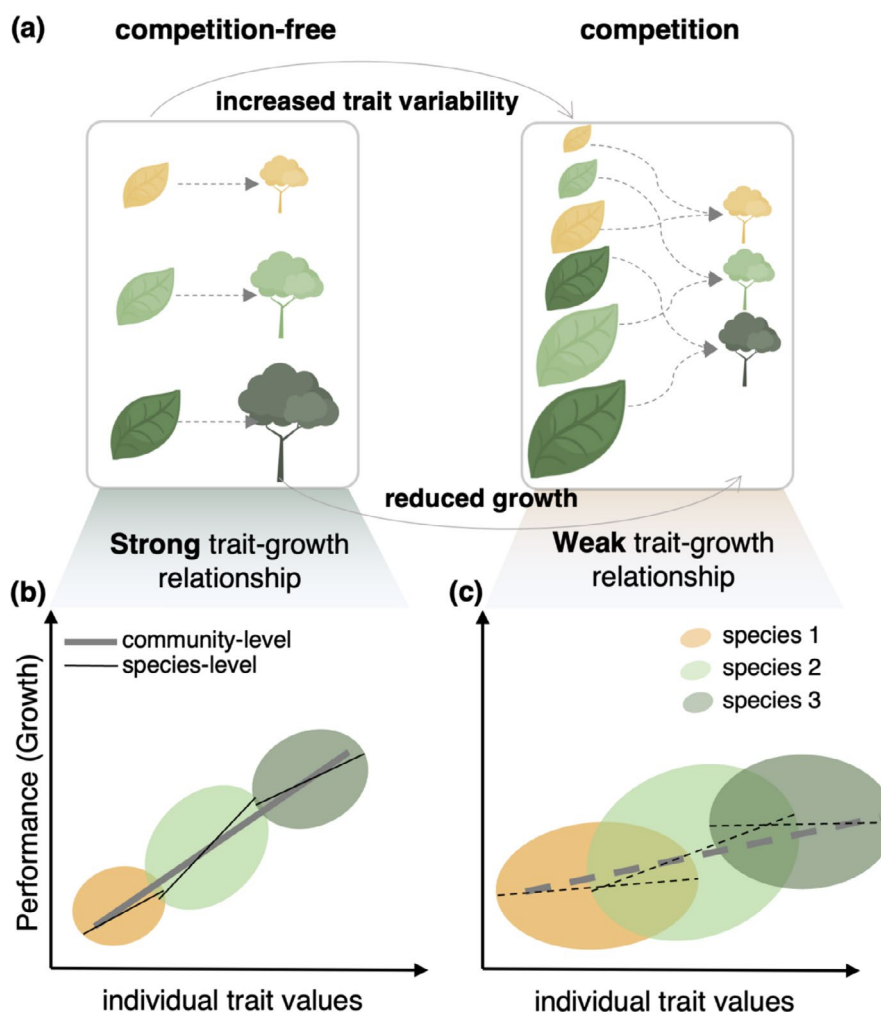 (a) competition-free competition
increased trait variability
reduced growth
Strong trait-growth
relationship
Weak trait-growth
relationship
(b)
community-level
species-level
Performance (Growth)
individual trait values
(c)
species 1
species 2
species 3
individual trait values